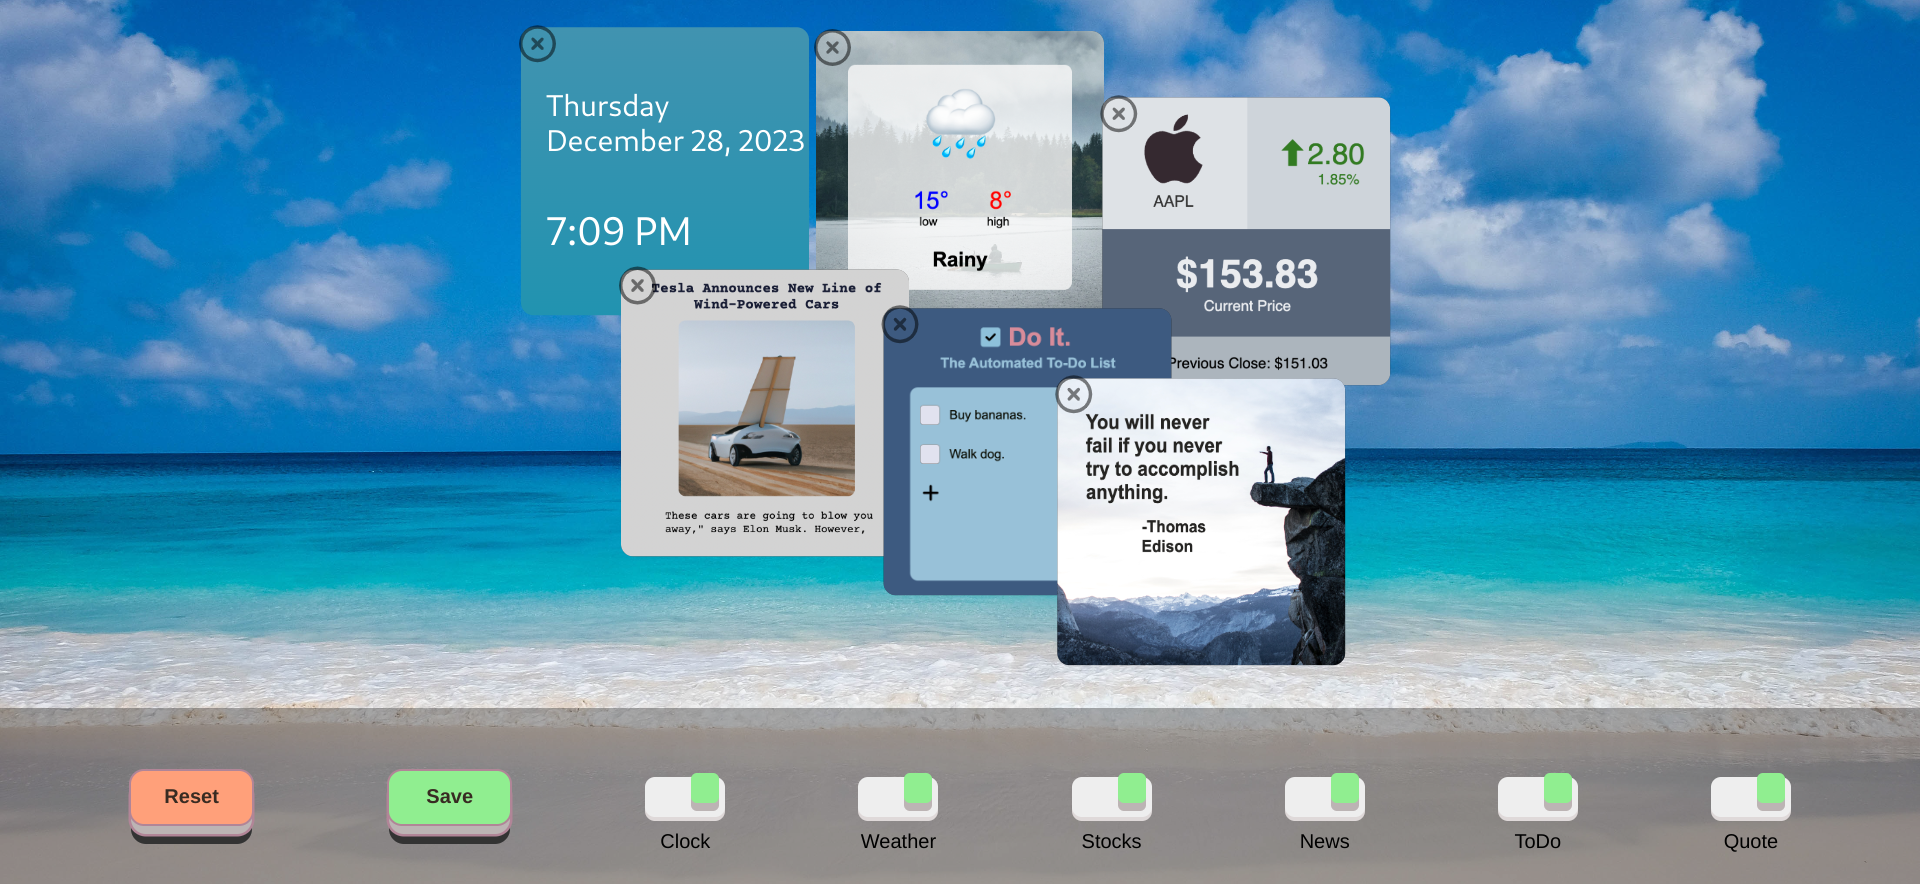 Thursday
December 28, 2023
7:09 PM
15°
low
8°
high
Rainy
AAPL
2.80
1.85%
$153.83
Current Price
Previous Close: $151.03
Tesla Announces New Line of
Wind-Powered Cars
These cars are going to blow you
away," says Elon Musk. However,
Do It.
The Automated To-Do List
Buy bananas.
Walk dog.
+
You will never
fail if you never
try to accomplish
anything.
-Thomas
Edison
Reset
Save
Clock
Weather
Stocks
News
ToDo
Quote